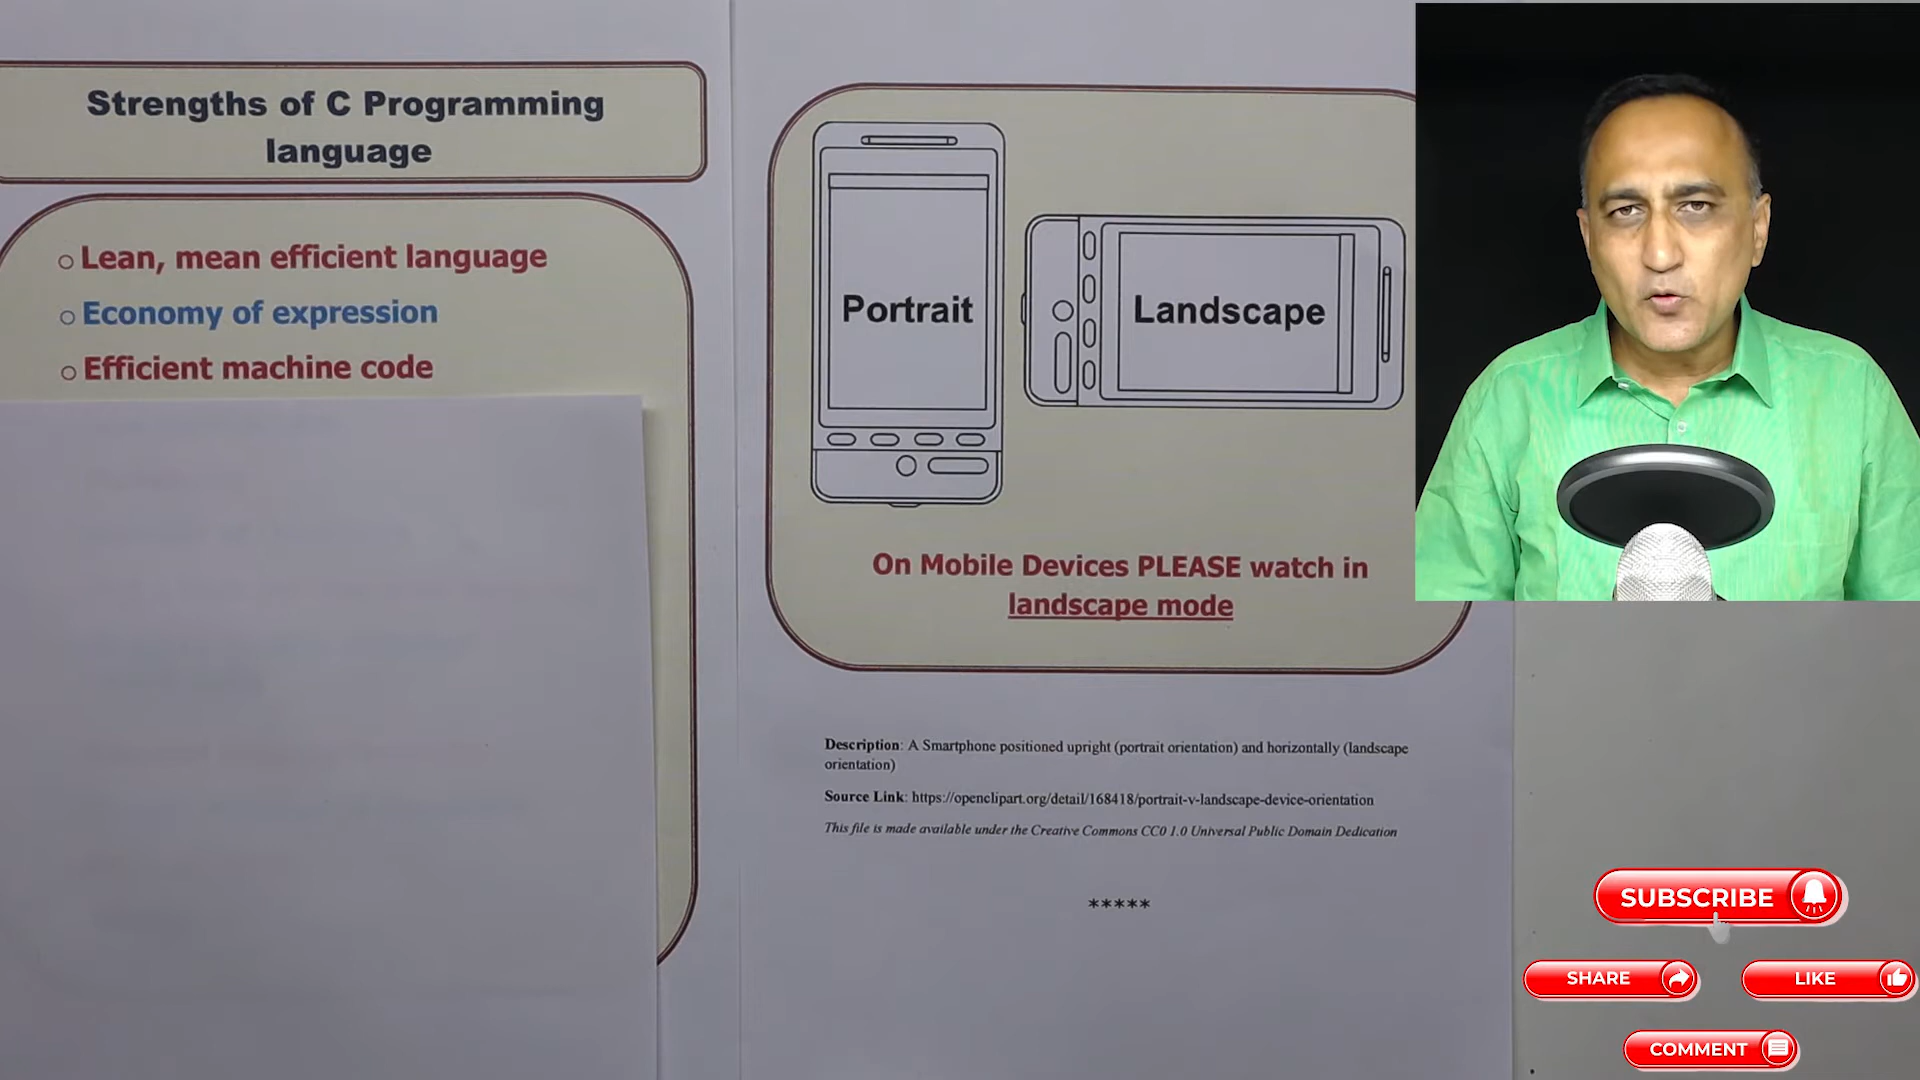 Strengths of C Programming
language
Lean, mean efficient language
Economy of expression
Efficient machine code
Portrait
Landscape
On Mobile Devices PLEASE watch in
landscape mode
Description: A Smartphone positioned upright (portrait orientation) and horizontally (landscape
orientation)
Source Link: https://openclipart.org/detail/168418/portrait-v-landscape-device-orientation
This file is made available under the Creative Commons CC0 1.0 Universal Public Domain Dedication
*****
SUBSCRIBE
SHARE
LIKE
COMMENT